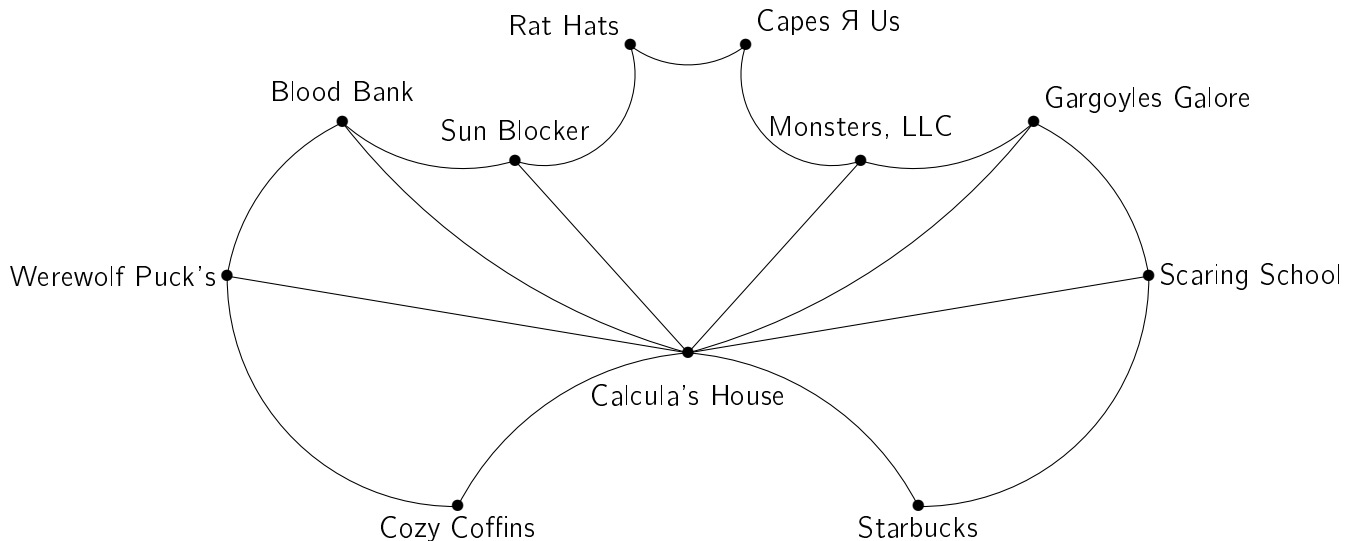 Rat Hats
Capes Я Us
Blood Bank
Gargoyles Galore
Sun Blocker
Monsters, LLC
Werewolf Puck's
Scaring School
Calcula's House
Cozy Coffins
Starbucks